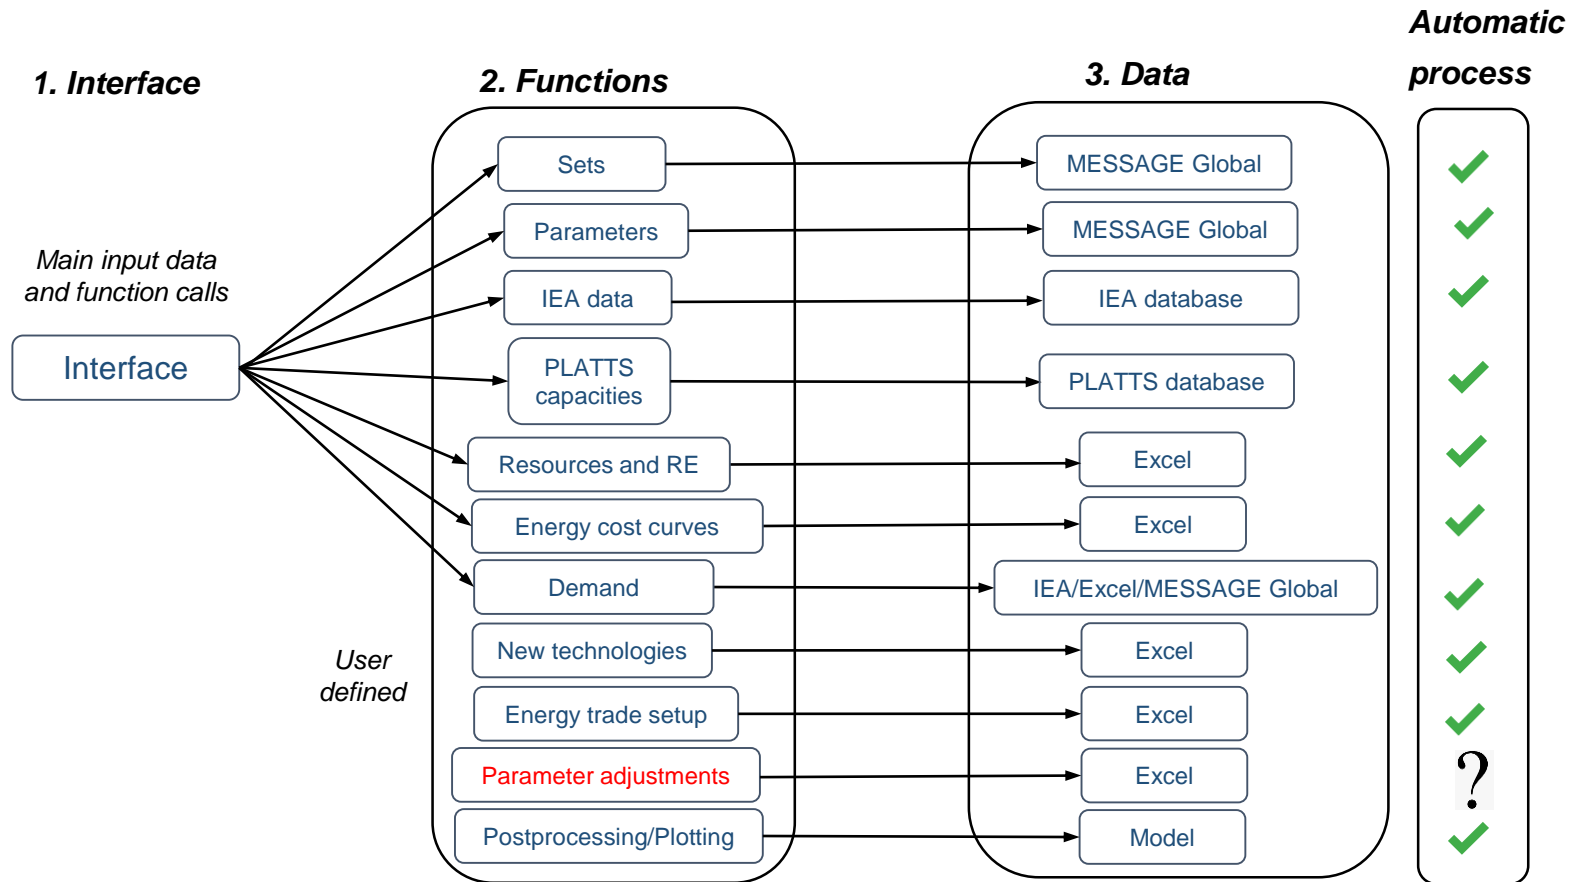 Automatic
process
1. Interface
2. Functions
3. Data
Sets
MESSAGE Global
Parameters
MESSAGE Global
Main input data
and function calls
IEA data
IEA database
Interface
PLATTS
capacities
PLATTS database
Resources and RE
Excel
Energy cost curves
Excel
Demand
IEA/Excel/MESSAGE Global
User
defined
New technologies
Excel
Energy trade setup
Excel
Parameter adjustments
Excel
?
Postprocessing/Plotting
Model